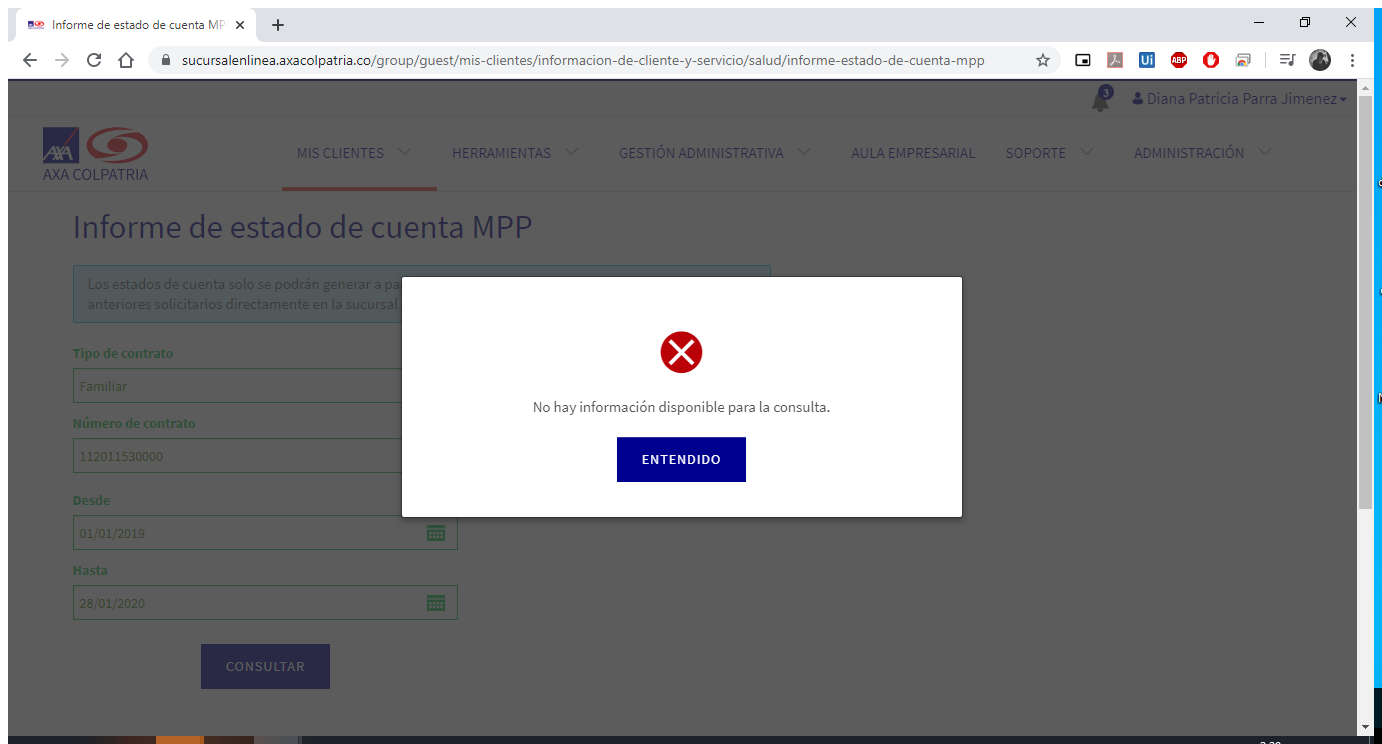 Informe de estado de cuenta MP
sucursalenlinea.axacolpatria.co/group/guest/mis-clientes/informacion-de-cliente-y-servicio/salud/informe-estado-de-cuenta-mpp
Ui
ABP
3
Diana Patricia Parra Jimenez
AXA
AXA COLPATRIA
MIS CLIENTES
HERRAMIENTAS
GESTIÓN ADMINISTRATIVA
AULA EMPRESARIAL
SOPORTE
ADMINISTRACIÓN
Informe de estado de cuenta MPP
Los estados de cuenta solo se podrán generar a pa
anteriores solicitarlos directamente en la sucursal
Tipo de contrato
Familiar
Número de contrato
112011530000
Desde
01/01/2019
Hasta
28/01/2020
CONSULTAR
No hay información disponible para la consulta.
ENTENDIDO